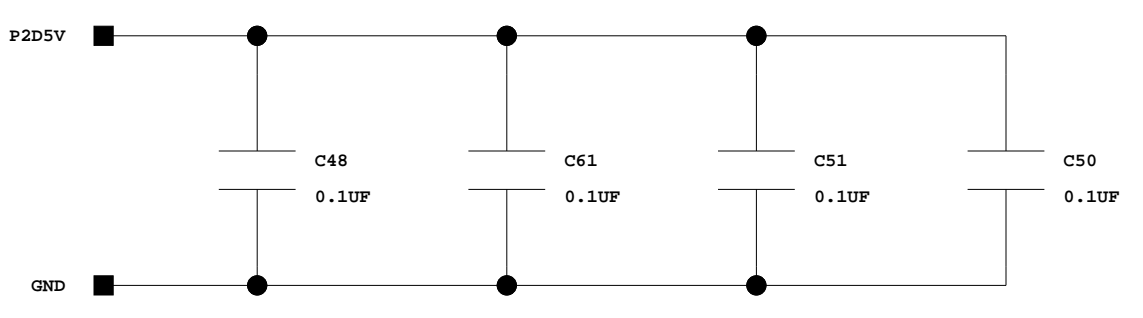 P2D5V
C48
0.1UF
C61
0.1UF
C51
0.1UF
C50
0.1UF
GND